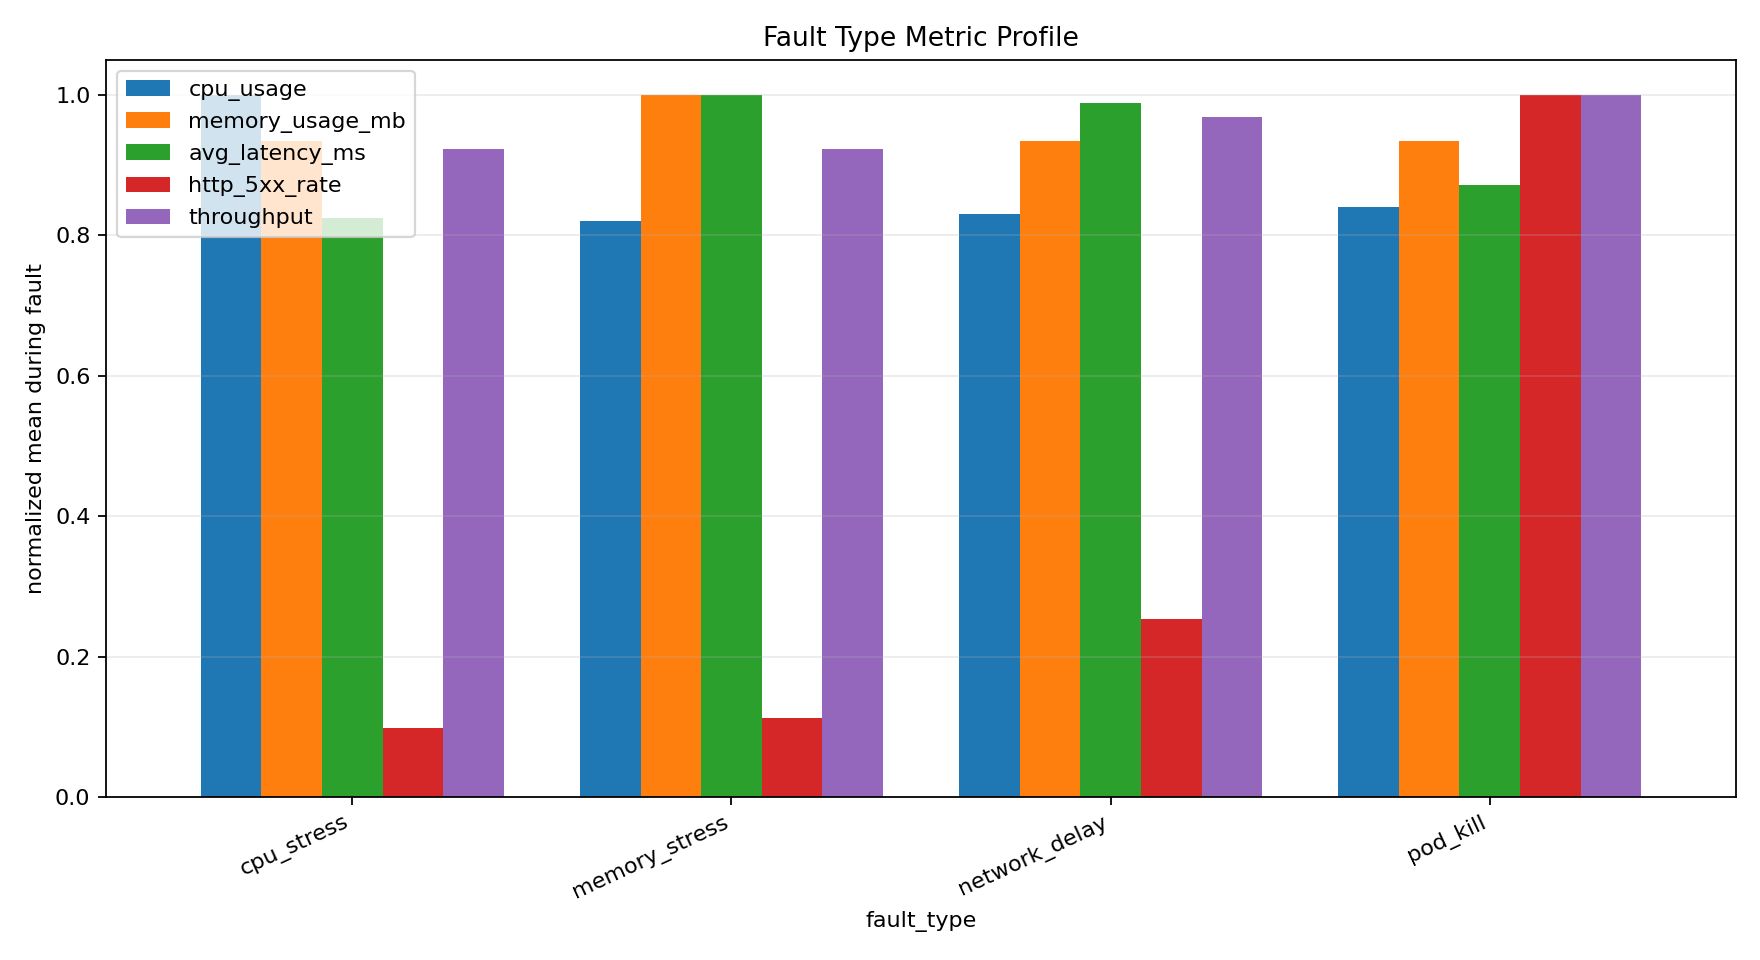 Fault Type Metric Profile
cpu_usage
memory_usage_mb
avg_latency_ms
http_5xx_rate
throughput
normalized mean during fault
1.0
0.8
0.6
0.4
0.2
0.0
cpu_stress
memory_stress
network_delay
pod_kill
fault_type